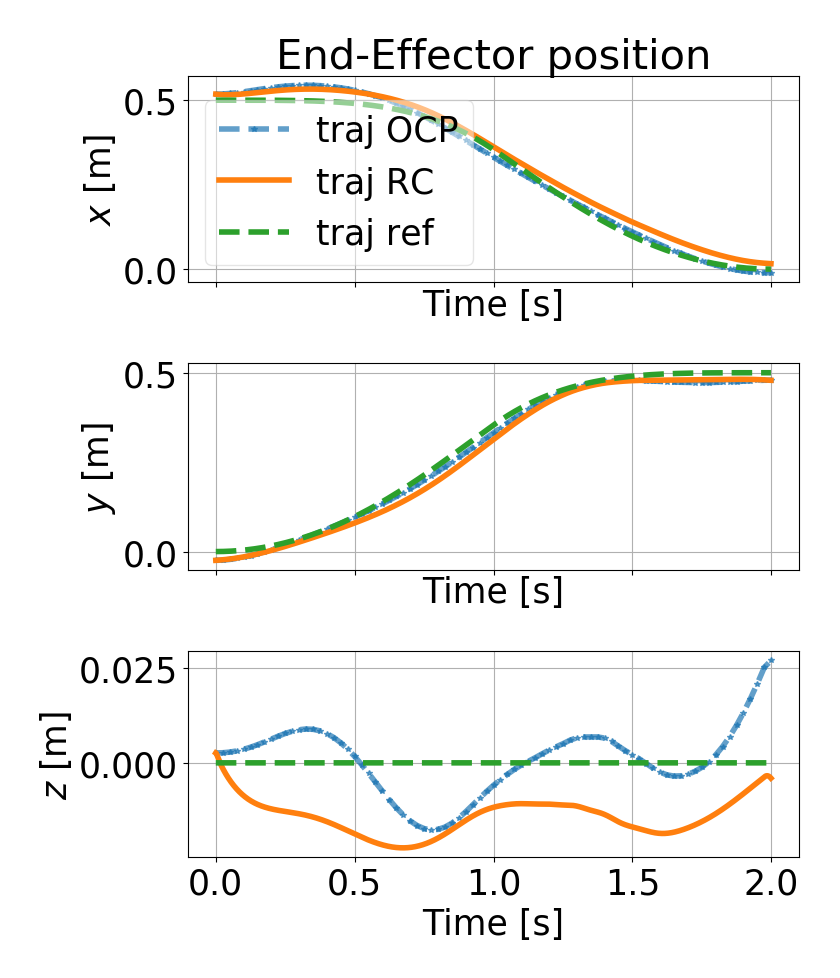 End-Effector position
0.5
0.0
x [m]
traj OCP
traj RC
traj ref
Time [s]
0.5
0.0
y [m]
Time [s]
0.025
0.000
z [m]
0.0 0.5 1.0 1.5 2.0
Time [s]